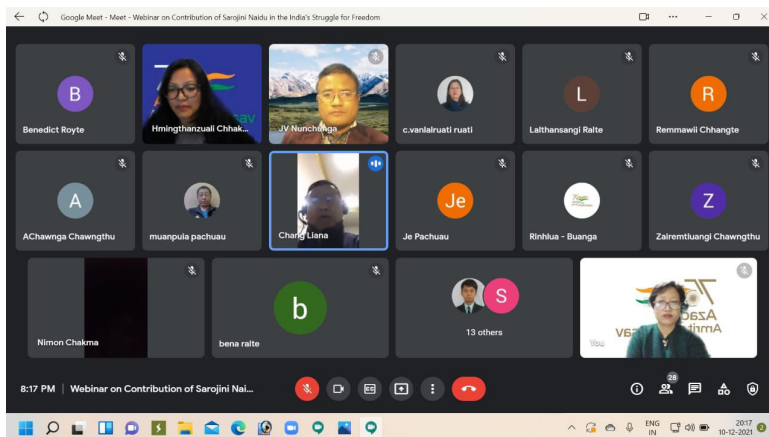 Google Meet - Meet - Webinar on Contribution of Sarojini Naidu in the India's Struggle for Freedom
B
Benedict Royte
Hmingthanzuali Chhak...
JV Nunchunga
c.vanlalruati ruati
L
Lalthansangi Ralte
R
Remmawii Chhangte
A
AChawnga Chawngthu
muanpuia pachuau
Chang Liana
Je
Je Pachuau
Rinhlua - Buanga
Z
Zairemtluangi Chawngthu
Nimon Chakma
b
bena ralte
S
13 others
You
8:17 PM | Webinar on Contribution of Sarojini Nai...
CC
28
ENG
IN
20:17
10-12-2021
2